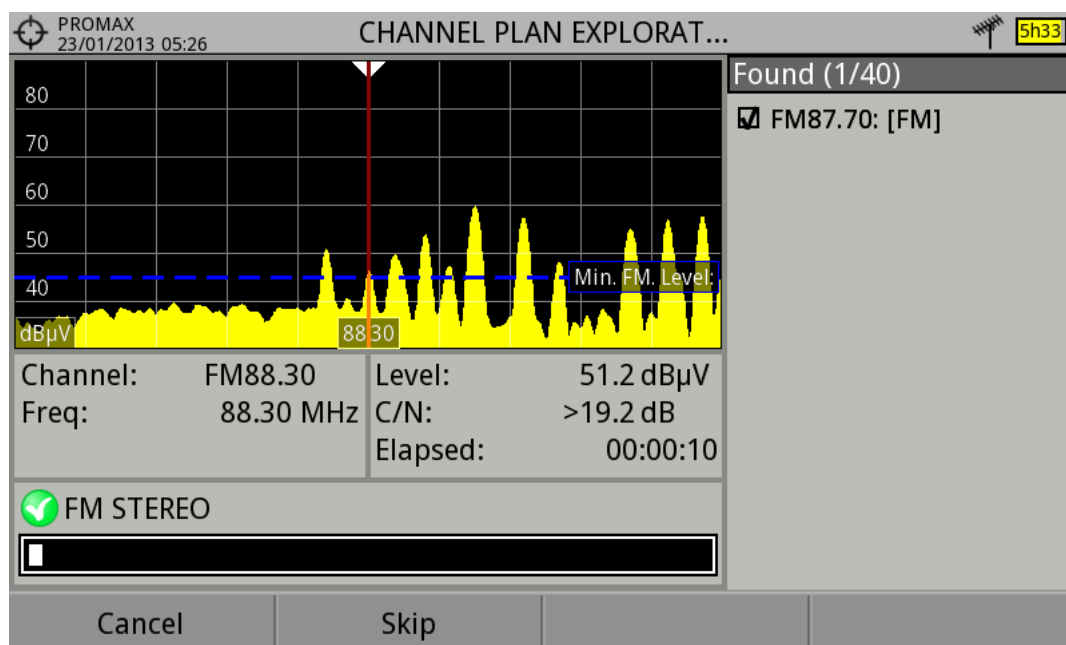 PROMAX
23/01/2013 05:26
CHANNEL PLAN EXPLORAT...
5h33
80
70
60
50
40
dBµV
88.30
Min. FM. Level:
Found (1/40)
FM87.70: [FM]
Channel: FM88.30
Freq: 88.30 MHz
Level: 51.2 dBµV
C/N: >19.2 dB
Elapsed: 00:00:10
FM STEREO
Cancel
Skip